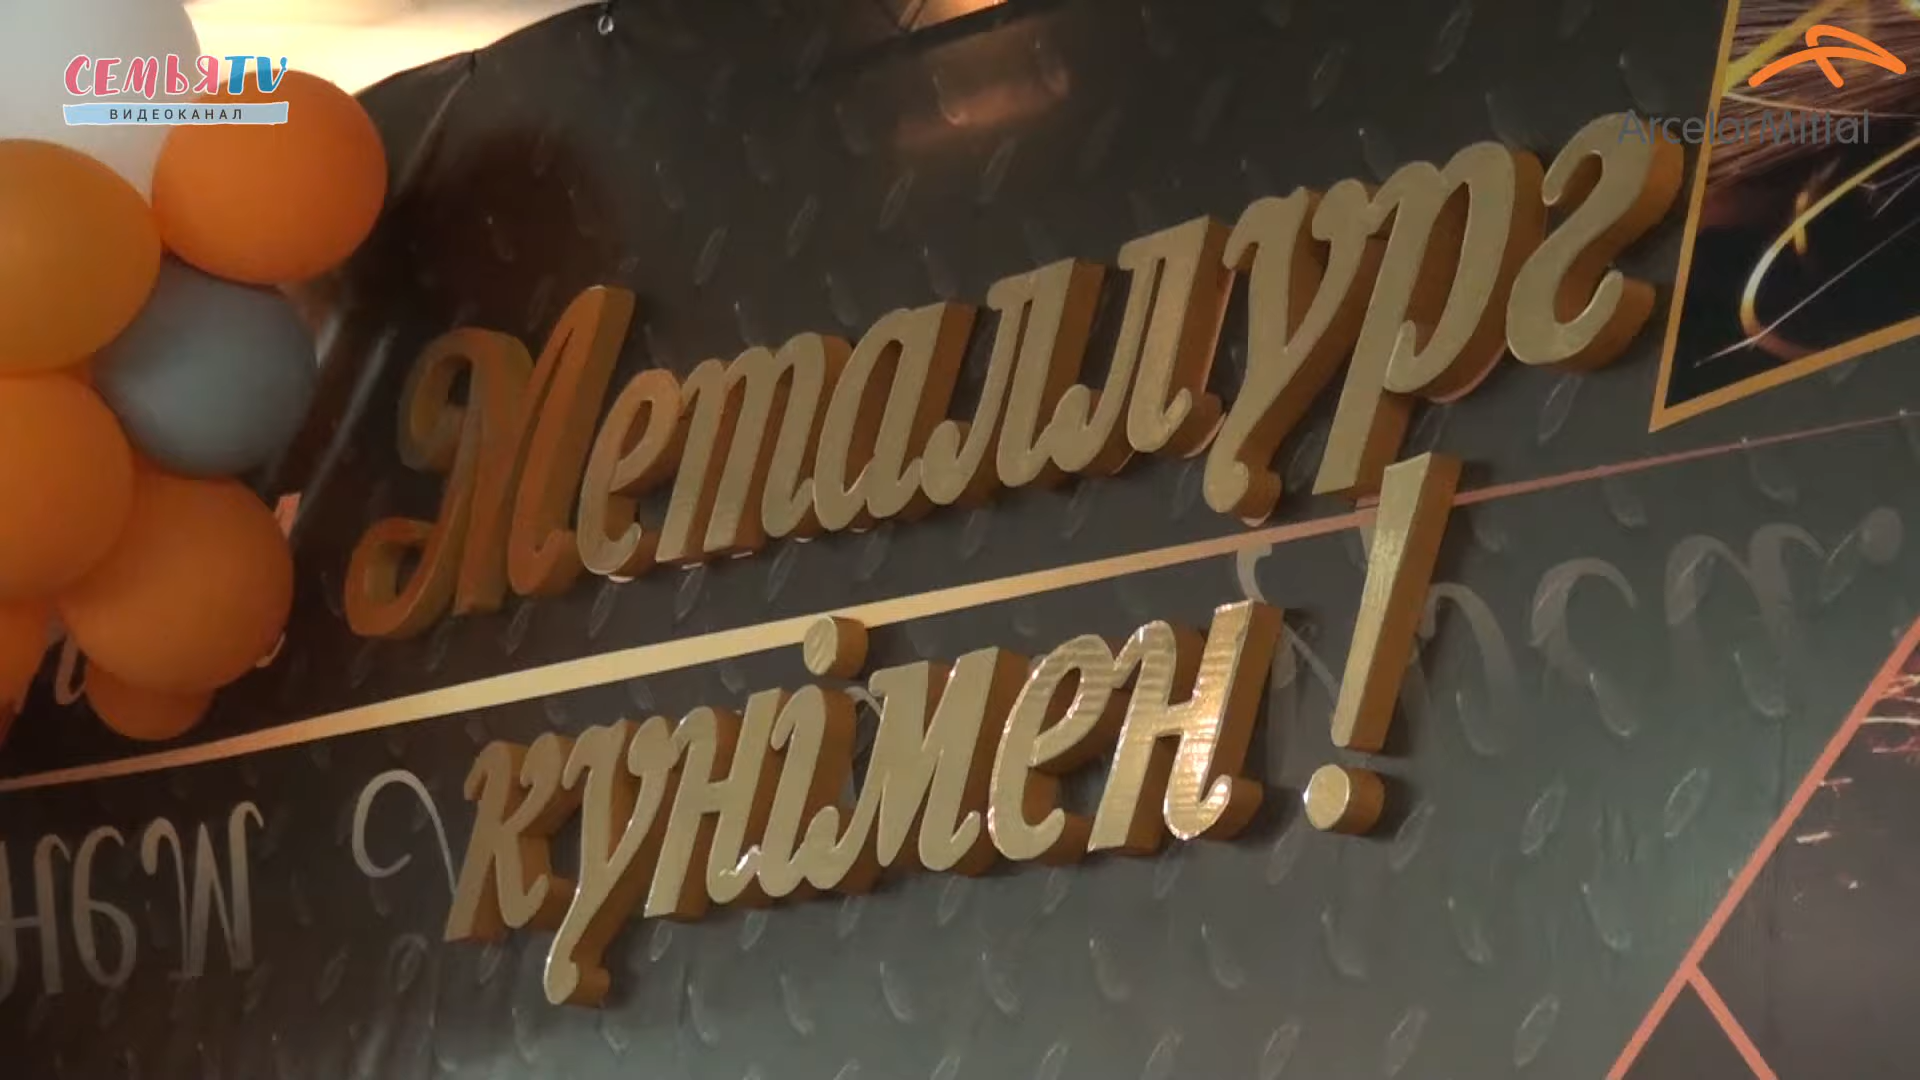 СЕМЬЯTV
ВИДЕОКАНАЛ
ArcelorMittal
Металлург
күнімен!